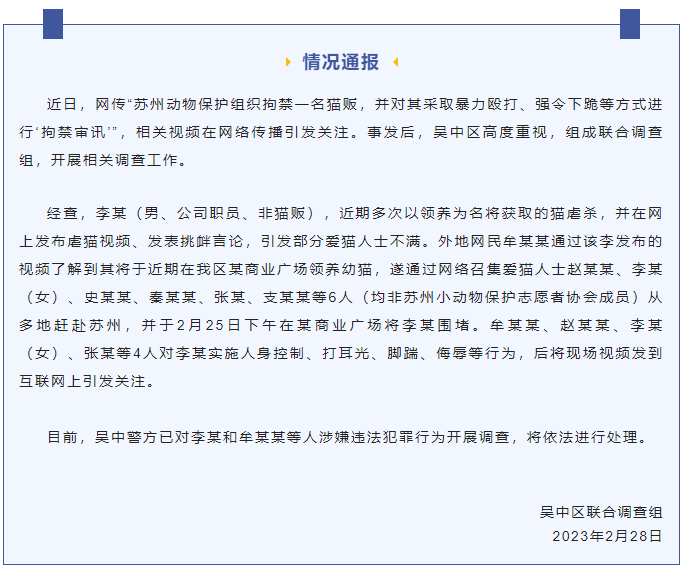 情况通报
近日，网传“苏州动物保护组织拘禁一名猫贩，并对其采取暴力殴打、强令下跪等方式进
行‘拘禁审讯’”，相关视频在网络传播引发关注。事发后，吴中区高度重视，组成联合调查
组，开展相关调查工作。
经查，李某（男、公司职员、非猫贩），近期多次以领养为名将获取的猫虐杀，并在网
上发布虐猫视频、发表挑衅言论，引发部分爱猫人士不满。外地网民牟某某通过该李发布的
视频了解到其将于近期在我区某商业广场领养幼猫，遂通过网络召集爱猫人士赵某某、李某
（女）、史某某、秦某某、张某、支某某等6人（均非苏州小动物保护志愿者协会成员）从
多地赶赴苏州，并于2月25日下午在某商业广场将李某围堵。牟某某、赵某某、李某
（女）、张某等4人对李某实施人身控制、打耳光、脚踹、侮辱等行为，后将现场视频发到
互联网上引发关注。
目前，吴中警方已对李某和牟某某等人涉嫌违法犯罪行为开展调查，将依法进行处理。
吴中区联合调查组
2023年2月28日